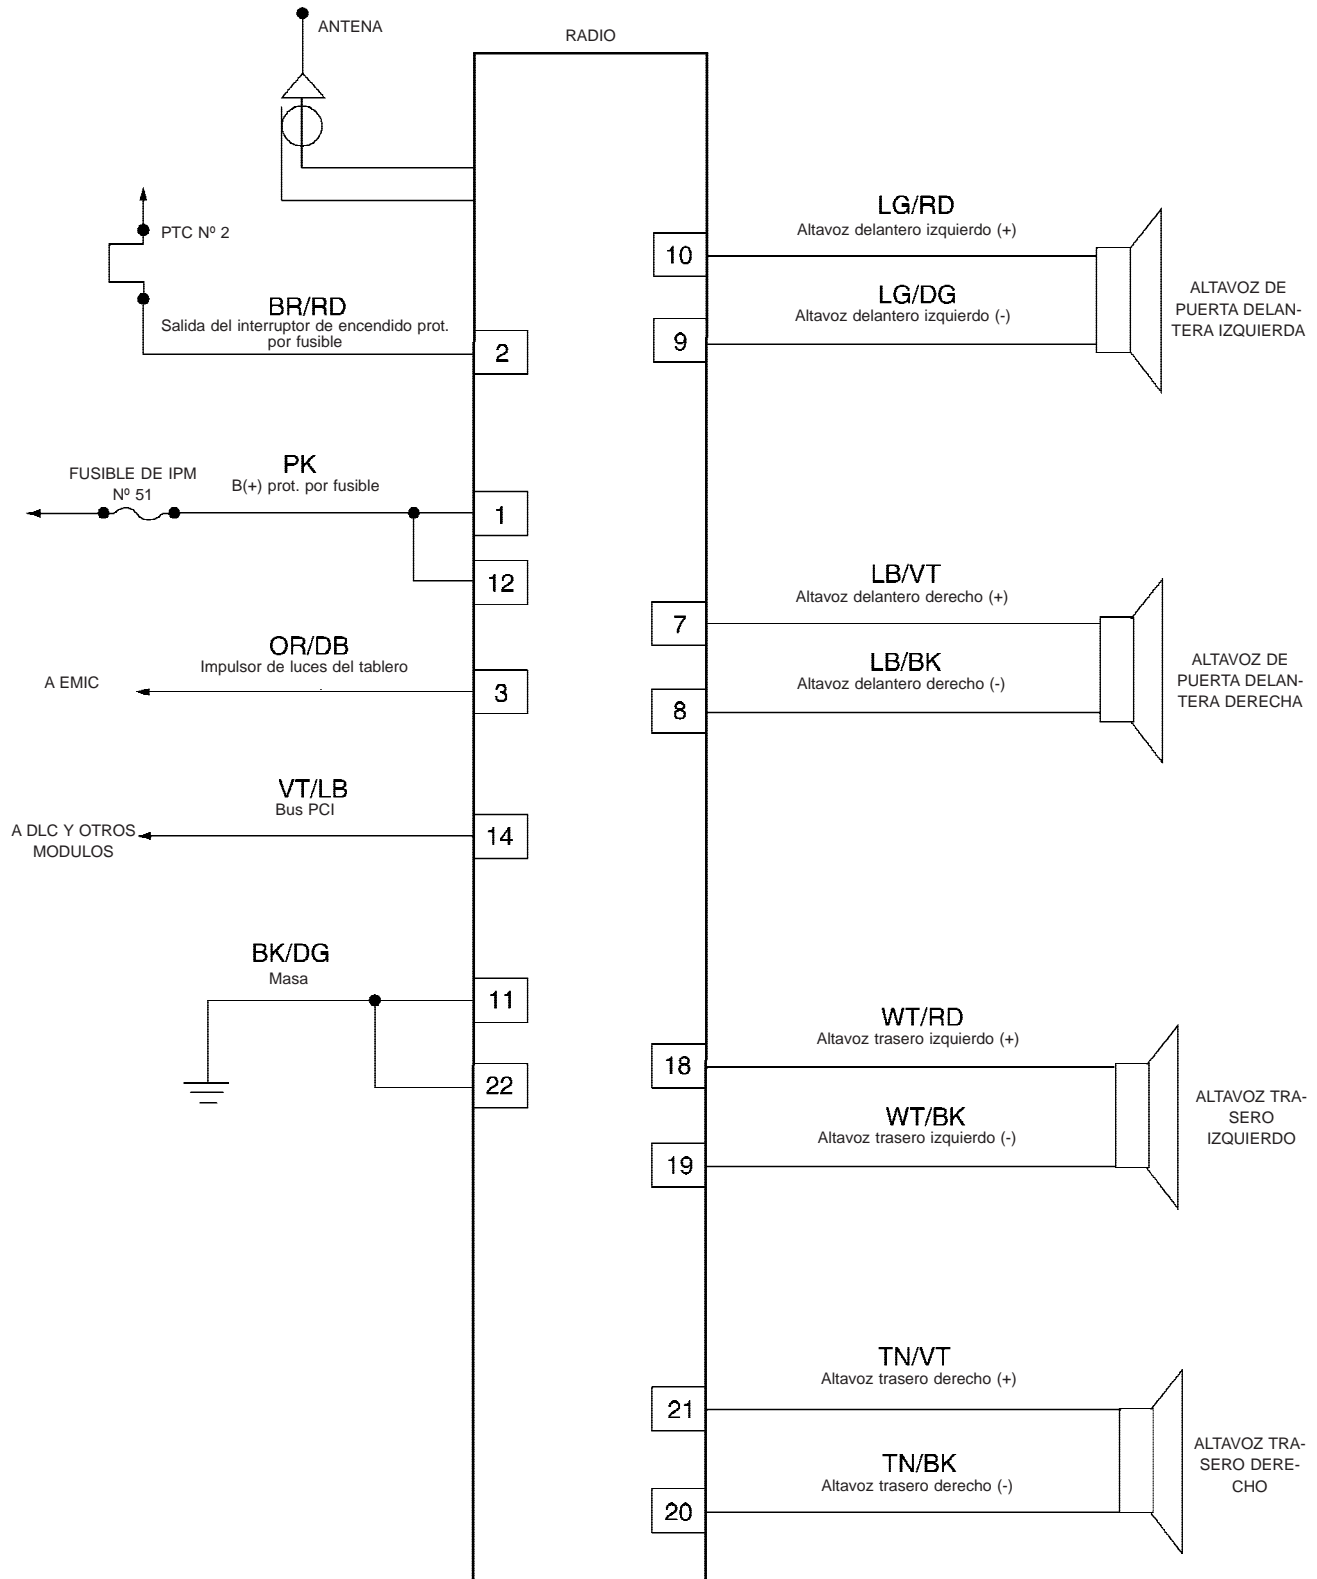 ANTENA
RADIO
PTC Nº 2
BR/RD
Salida del interruptor de encendido prot.
por fusible
2
FUSIBLE DE IPM
Nº 51
PK
B(+) prot. por fusible
1
12
OR/DB
Impulsor de luces del tablero
A EMIC
3
VT/LB
Bus PCI
A DLC Y OTROS
MODULOS
14
BK/DG
Masa
11
22
LG/RD
Altavoz delantero izquierdo (+)
10
LG/DG
Altavoz delantero izquierdo (-)
9
ALTAVOZ DE
PUERTA DELAN-
TERA IZQUIERDA
LB/VT
Altavoz delantero derecho (+)
7
LB/BK
Altavoz delantero derecho (-)
8
ALTAVOZ DE
PUERTA DELAN-
TERA DERECHA
WT/RD
Altavoz trasero izquierdo (+)
18
WT/BK
Altavoz trasero izquierdo (-)
19
ALTAVOZ TRA-
SERO
IZQUIERDO
TN/VT
Altavoz trasero derecho (+)
21
TN/BK
Altavoz trasero derecho (-)
20
ALTAVOZ TRA-
SERO DERE-
CHO